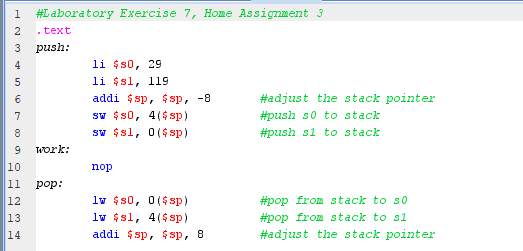 1 #Laboratory Exercise 7, Home Assignment 3
2 .text
3 push:
4 li $s0, 29
5 li $s1, 119
6 addi $sp, $sp, -8 #adjust the stack pointer
7 sw $s0, 4($sp) #push s0 to stack
8 sw $s1, 0($sp) #push s1 to stack
9 work:
10 nop
11 pop:
12 lw $s0, 0($sp) #pop from stack to s0
13 lw $s1, 4($sp) #pop from stack to s1
14 addi $sp, $sp, 8 #adjust the stack pointer